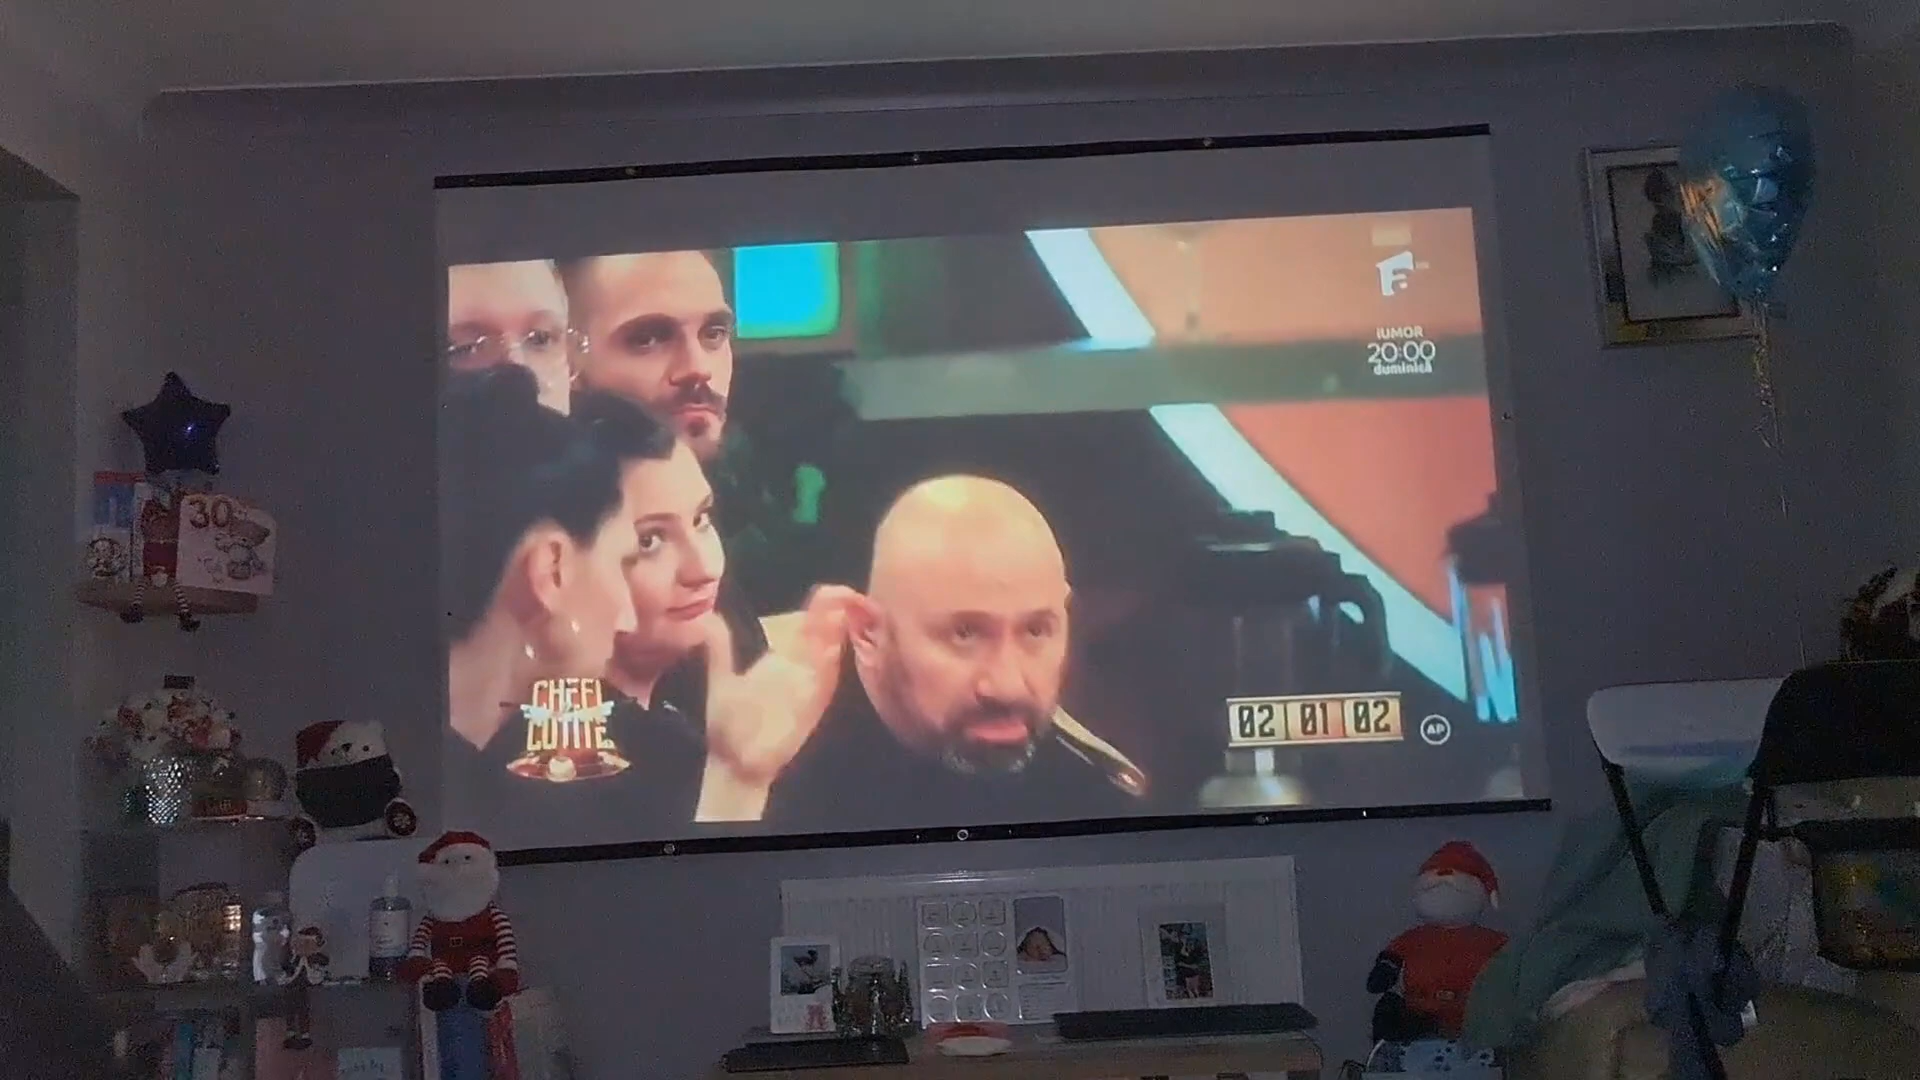 iUMOR
20:00
duminică
30
CHEFI
CUȚITE
02 01 02
AP